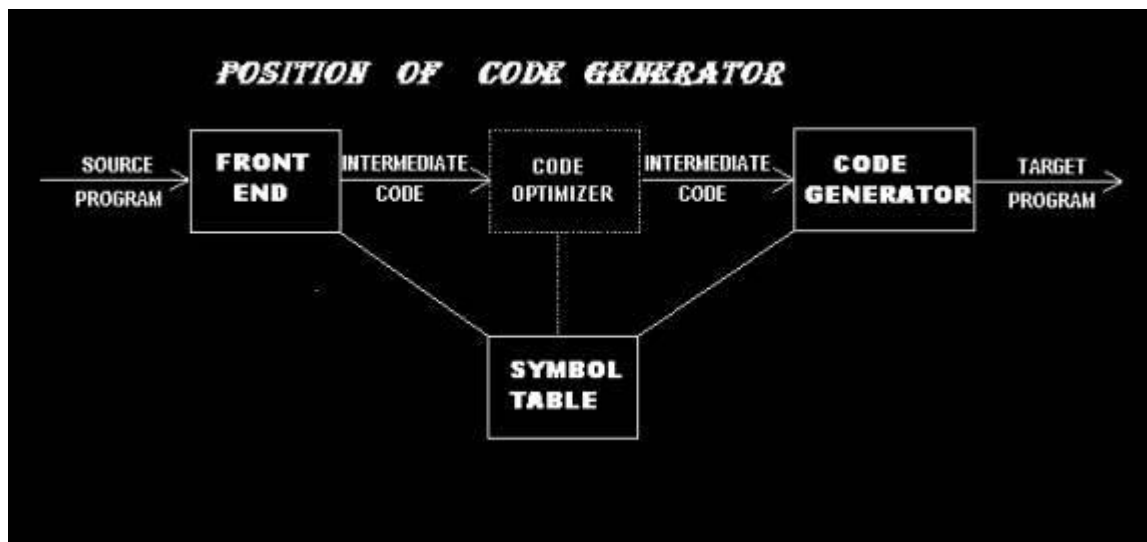 POSITION OF CODE GENERATOR
SOURCE
PROGRAM
FRONT
END
INTERMEDIATE
CODE
CODE
OPTIMIZER
INTERMEDIATE
CODE
CODE
GENERATOR
TARGET
PROGRAM
SYMBOL
TABLE